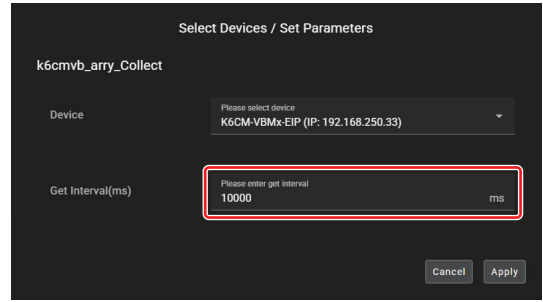 Select Devices / Set Parameters
k6cmvb_arry_Collect
Device
Please select device
K6CM-VBMx-EIP (IP: 192.168.250.33)
Get Interval(ms)
Please enter get interval
10000 ms
Cancel Apply